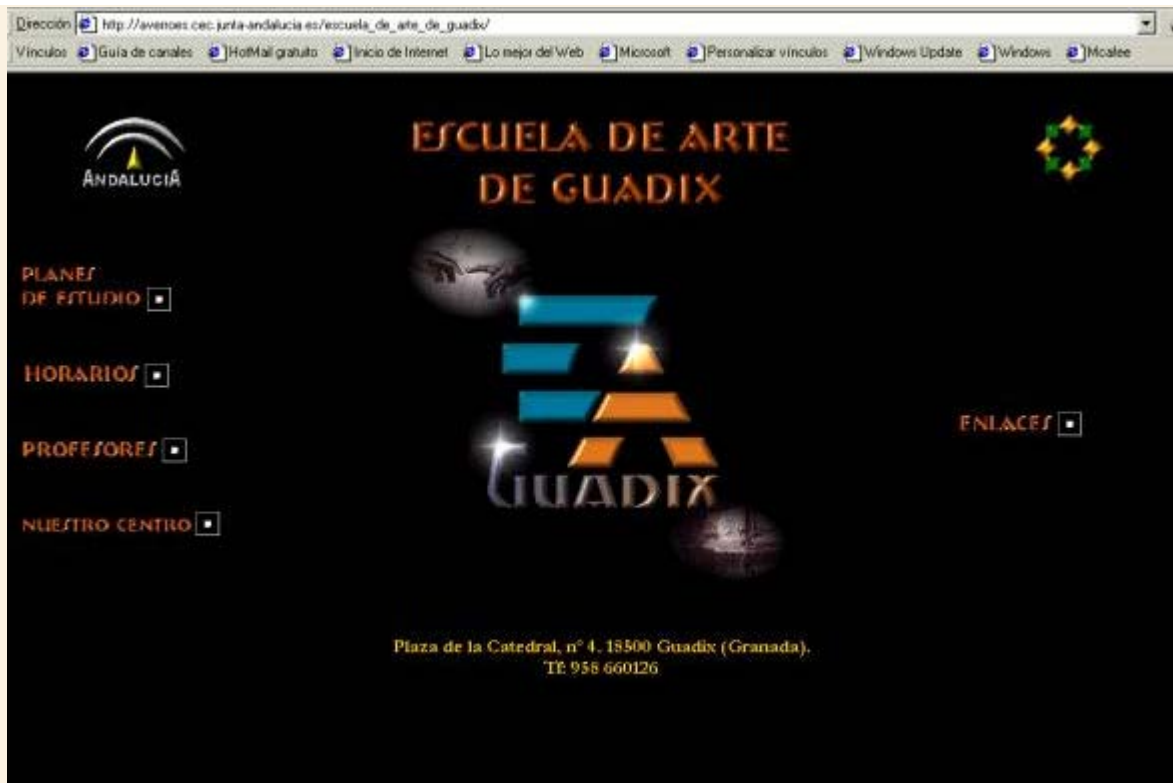 Dirección http://averroes.cec.junta-andalucia.es/escuela_de_arte_de_guadix/
Vínculos Guía de canales HotMail gratuito Inicio de Internet Lo mejor del Web Microsoft Personalizar vínculos Windows Update Windows Mcafee
ESCUELA DE ARTE
DE GUADIX
ANDALUCIA
PLANES
DE ESTUDIO
HORARIOS
PROFESORES
NUESTRO CENTRO
EA
GUADIX
ENLACES
Plaza de la Catedral, nº 4. 18500 Guadix (Granada).
Tf: 958 660126